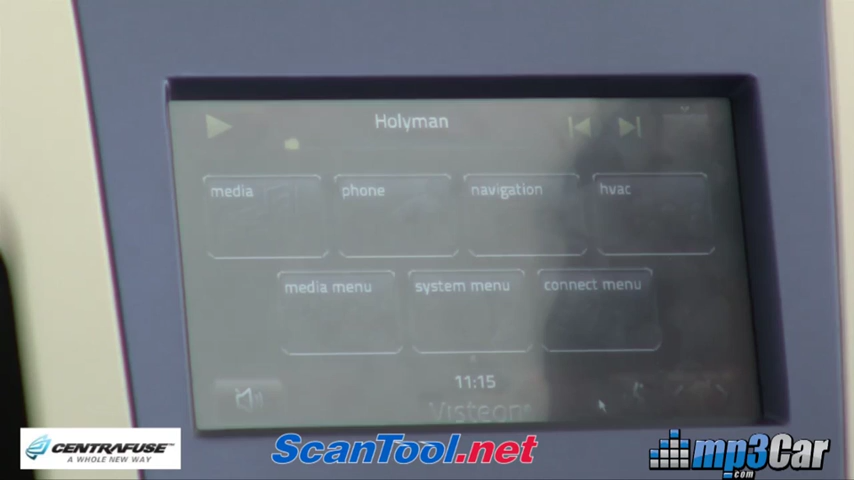 Holyman
media
phone
navigation
hvac
media menu
system menu
connect menu
11:15
Visteon
CENTRAFUSE™
A WHOLE NEW WAY
ScanTool.net
mp3Car
.com